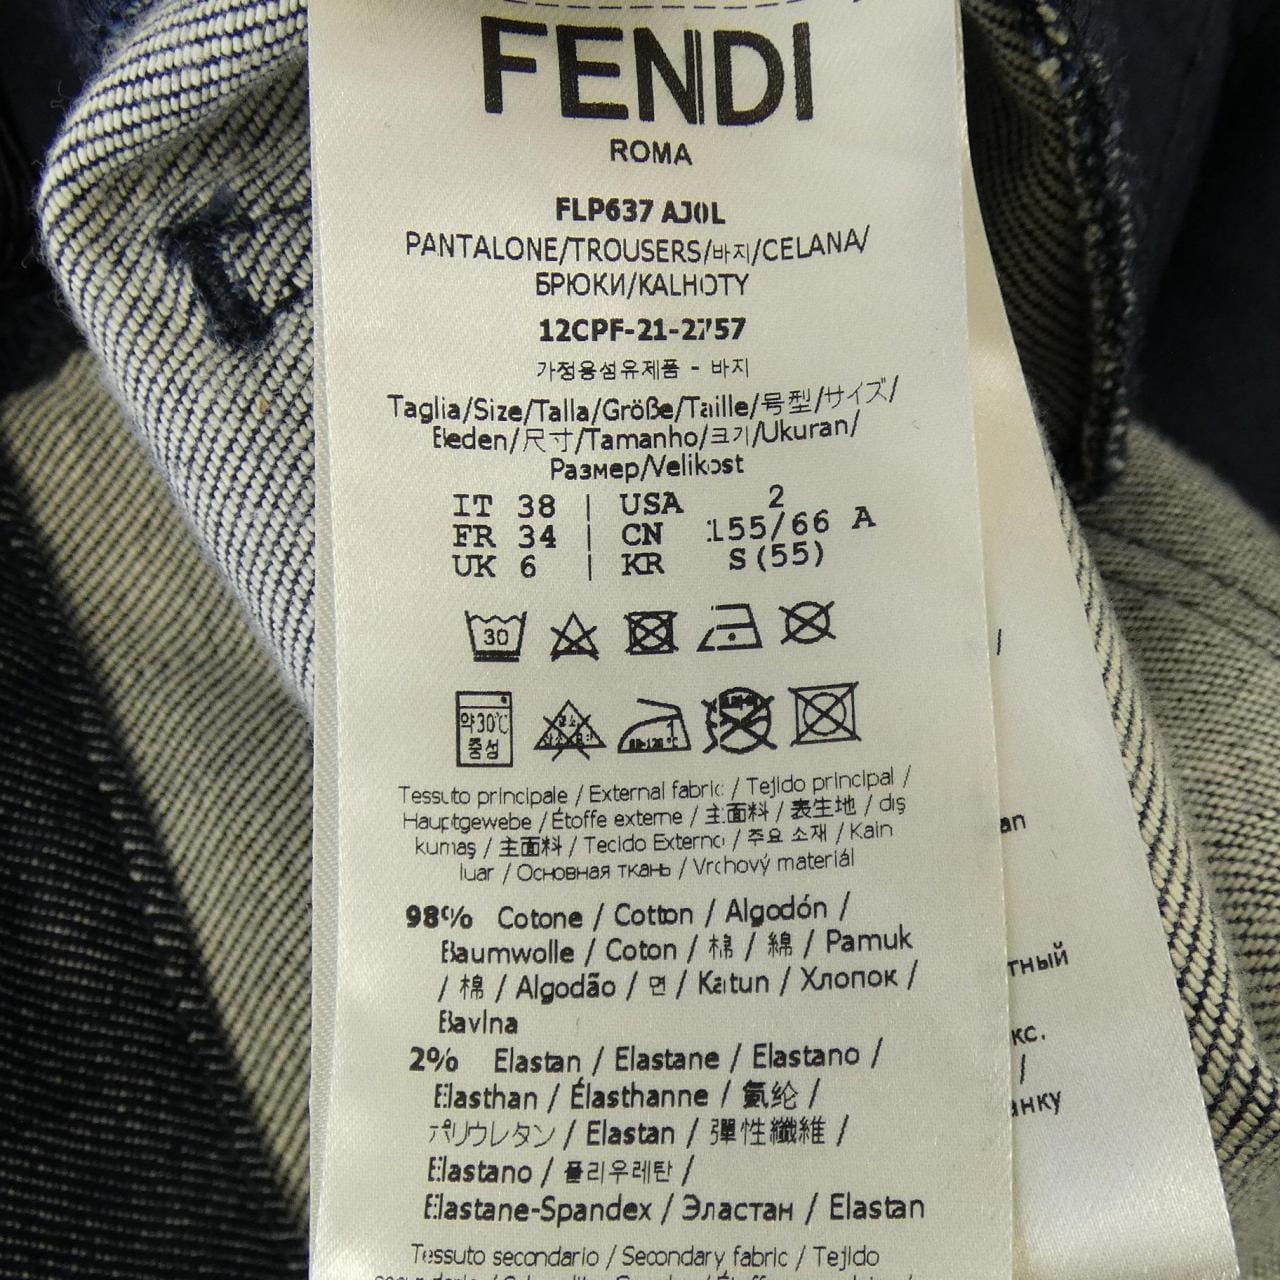 FENDI
ROMA
FLP637 AJ0L
PANTALONE/TROUSERS/바지/CELANA/
БРЮКИ/KALHOTY
12CPF-21-2757
가정용섬유제품 - 바지
Taglia/Size/Talla/Größe/Taille/号型/サイズ/
Beden/尺寸/Tamanho/크기/Ukuran/
Размер/Velikost
IT 38 | USA 2
FR 34 | CN 155/66 A
UK 6 | KR S(55)
30
약30℃
중성
Tessuto principale / External fabric / Tejido principal /
Hauptgewebe / Étoffe externe / 主面料 / 表生地 / dış
kumaş / 主面料 / Tecido Externo / 주요 소재 / Kain
luar / Основная ткань / Vrchový materiál
98% Cotone / Cotton / Algodón /
Baumwolle / Coton / 棉 / 綿 / Pamuk
/ 棉 / Algodão / 면 / Katun / Хлопок /
Bavlna
2% Elastan / Elastane / Elastano /
Elasthan / Élasthanne / 氨纶 /
ポリウレタン / Elastan / 彈性纖維 /
Elastano / 폴리우레탄 /
Elastane-Spandex / Эластан / Elastan
Tessuto secondario / Secondary fabric / Tejido
/
an
тный
кс.
/
анку